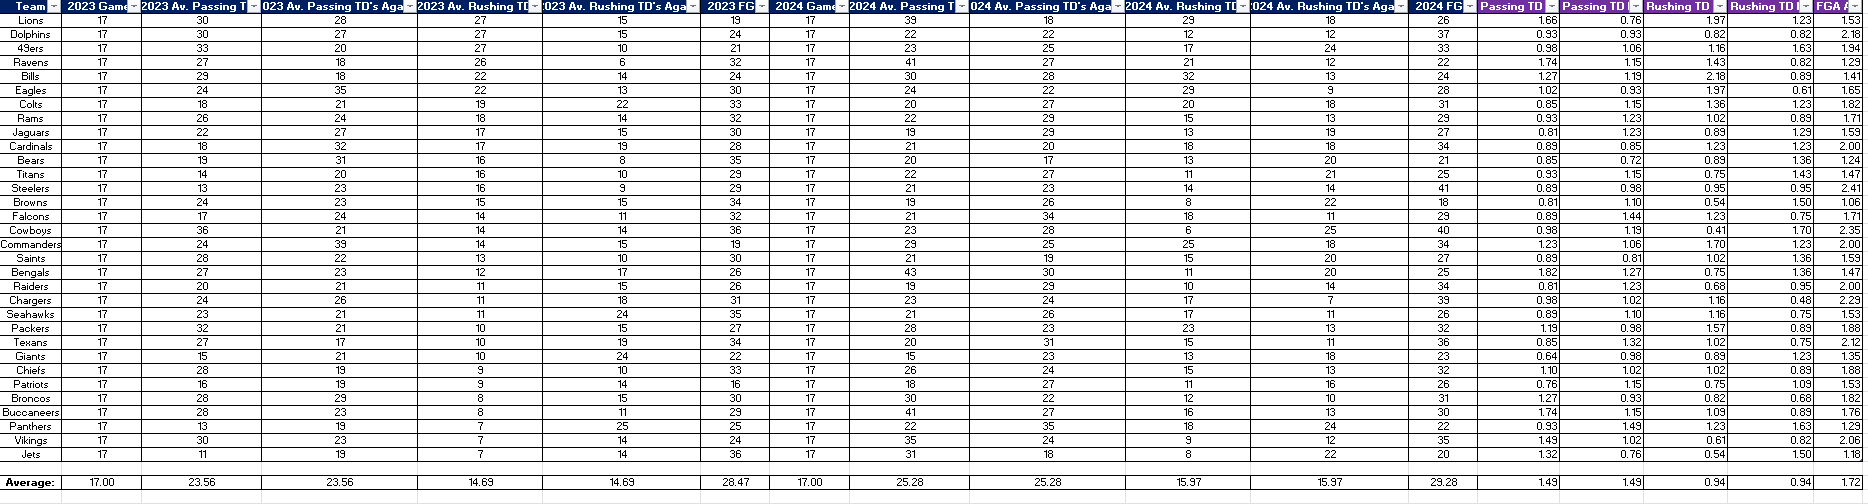 Team 2023 Game 2023 Av. Passing T 023 Av. Passing TD's Aga 2023 Av. Rushing TD 023 Av. Rushing TD's Aga 2023 FG 2024 Game 2024 Av. Passing T 024 Av. Passing TD's Aga 2024 Av. Rushing TD 024 Av. Rushing TD's Aga 2024 FG Passing TD Passing TD Rushing TD Rushing TD FGA
Lions 17 30 28 27 15 19 17 39 18 29 18 26 1.66 0.76 1.97 1.23 1.53
Dolphins 17 30 27 27 15 24 17 22 22 12 12 37 0.93 0.93 0.82 0.82 2.18
49ers 17 33 20 27 10 21 17 23 25 17 24 33 0.98 1.06 1.16 1.63 1.94
Ravens 17 27 18 26 6 32 17 41 27 21 12 22 1.74 1.15 1.43 0.82 1.29
Bills 17 29 18 22 14 24 17 30 28 32 13 24 1.27 1.19 2.18 0.89 1.41
Eagles 17 24 35 22 13 30 17 24 22 29 9 28 1.02 0.93 1.97 0.61 1.65
Colts 17 18 21 19 22 33 17 20 27 20 18 31 0.85 1.15 1.36 1.23 1.82
Rams 17 26 24 18 14 32 17 22 29 15 13 29 0.93 1.23 1.02 0.89 1.71
Jaguars 17 22 27 17 15 30 17 19 29 13 19 27 0.81 1.23 0.89 1.29 1.59
Cardinals 17 18 32 17 19 28 17 21 20 18 18 34 0.89 0.85 1.23 1.23 2.00
Bears 17 19 31 16 8 35 17 20 17 13 20 21 0.85 0.72 0.89 1.36 1.24
Titans 17 14 20 16 10 29 17 22 27 11 21 25 0.93 1.15 0.75 1.43 1.47
Steelers 17 13 23 16 9 29 17 21 23 14 14 41 0.89 0.98 0.95 0.95 2.41
Browns 17 24 23 15 15 34 17 19 26 8 22 18 0.81 1.10 0.54 1.50 1.06
Falcons 17 17 24 14 11 32 17 21 34 18 11 29 0.89 1.44 1.23 0.75 1.71
Cowboys 17 36 21 14 14 36 17 23 28 6 25 40 0.98 1.19 0.41 1.70 2.35
Commanders 17 24 39 14 15 19 17 29 25 25 18 34 1.23 1.06 1.70 1.23 2.00
Saints 17 28 22 13 10 30 17 21 19 15 20 27 0.89 0.81 1.02 1.36 1.59
Bengals 17 27 23 12 17 26 17 43 30 11 20 25 1.82 1.27 0.75 1.36 1.47
Raiders 17 20 21 11 15 26 17 19 29 10 14 34 0.81 1.23 0.68 0.95 2.00
Chargers 17 24 26 11 18 31 17 23 24 17 7 39 0.98 1.02 1.16 0.48 2.29
Seahawks 17 23 21 11 24 35 17 21 26 17 11 26 0.89 1.10 1.16 0.75 1.53
Packers 17 32 21 10 15 27 17 28 23 23 13 32 1.19 0.98 1.57 0.89 1.88
Texans 17 27 17 10 19 34 17 20 31 15 11 36 0.85 1.32 1.02 0.75 2.12
Giants 17 15 21 10 24 22 17 15 23 13 18 23 0.64 0.98 0.89 1.23 1.35
Chiefs 17 28 19 9 10 33 17 26 24 15 13 32 1.10 1.02 1.02 0.89 1.88
Patriots 17 16 19 9 14 16 17 18 27 11 16 26 0.76 1.15 0.75 1.09 1.53
Broncos 17 28 29 8 15 30 17 30 22 12 10 31 1.27 0.93 0.82 0.68 1.82
Buccaneers 17 28 23 8 11 29 17 41 27 16 13 30 1.74 1.15 1.09 0.89 1.76
Panthers 17 13 19 7 25 25 17 22 35 18 24 22 0.93 1.49 1.23 1.63 1.29
Vikings 17 30 23 7 14 24 17 35 24 9 12 35 1.49 1.02 0.61 0.82 2.06
Jets 17 11 19 7 14 36 17 31 18 8 22 20 1.32 0.76 0.54 1.50 1.18
Average: 17.00 23.56 23.56 14.69 14.69 28.47 17.00 25.28 25.28 15.97 15.97 29.28 1.49 1.49 0.94 0.94 1.72